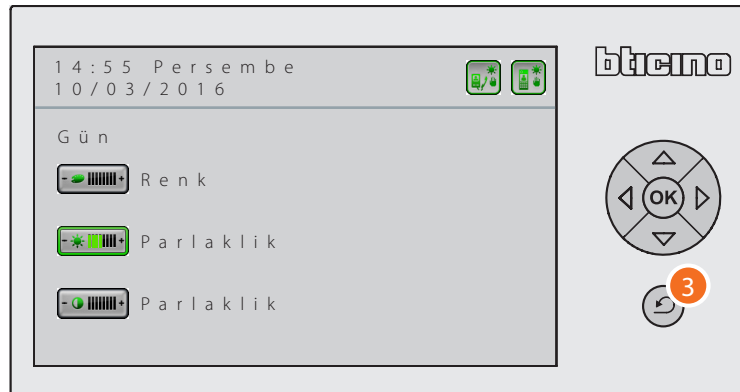 14:55 Persembe
10/03/2016
bticino
Gün
- + Renk
- + Parlaklik
- + Parlaklik
OK
3